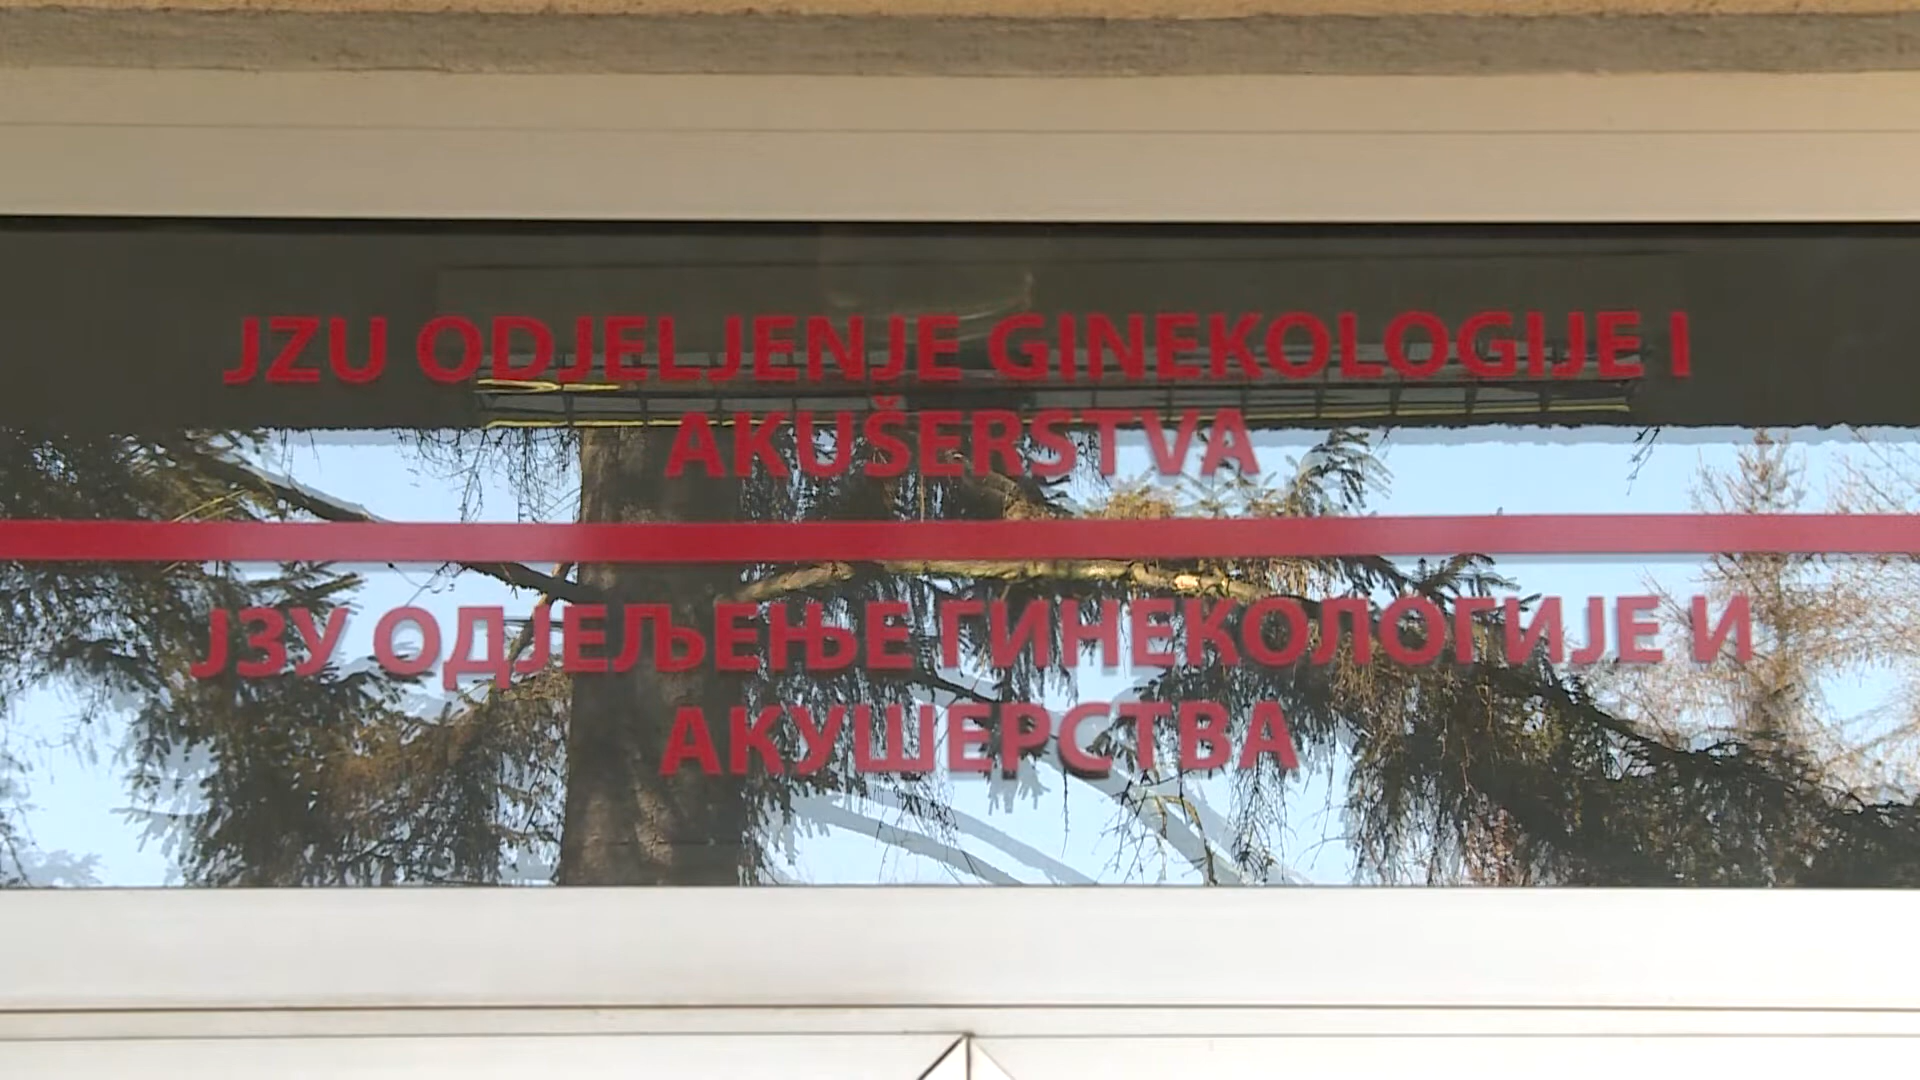 JZU ODJELJENJE GINEKOLOGIJE I
AKUŠERSTVA
ЈЗУ ОДЈЕЉЕЊЕ ГИНЕКОЛОГИЈЕ И
АКУШЕРСТВА